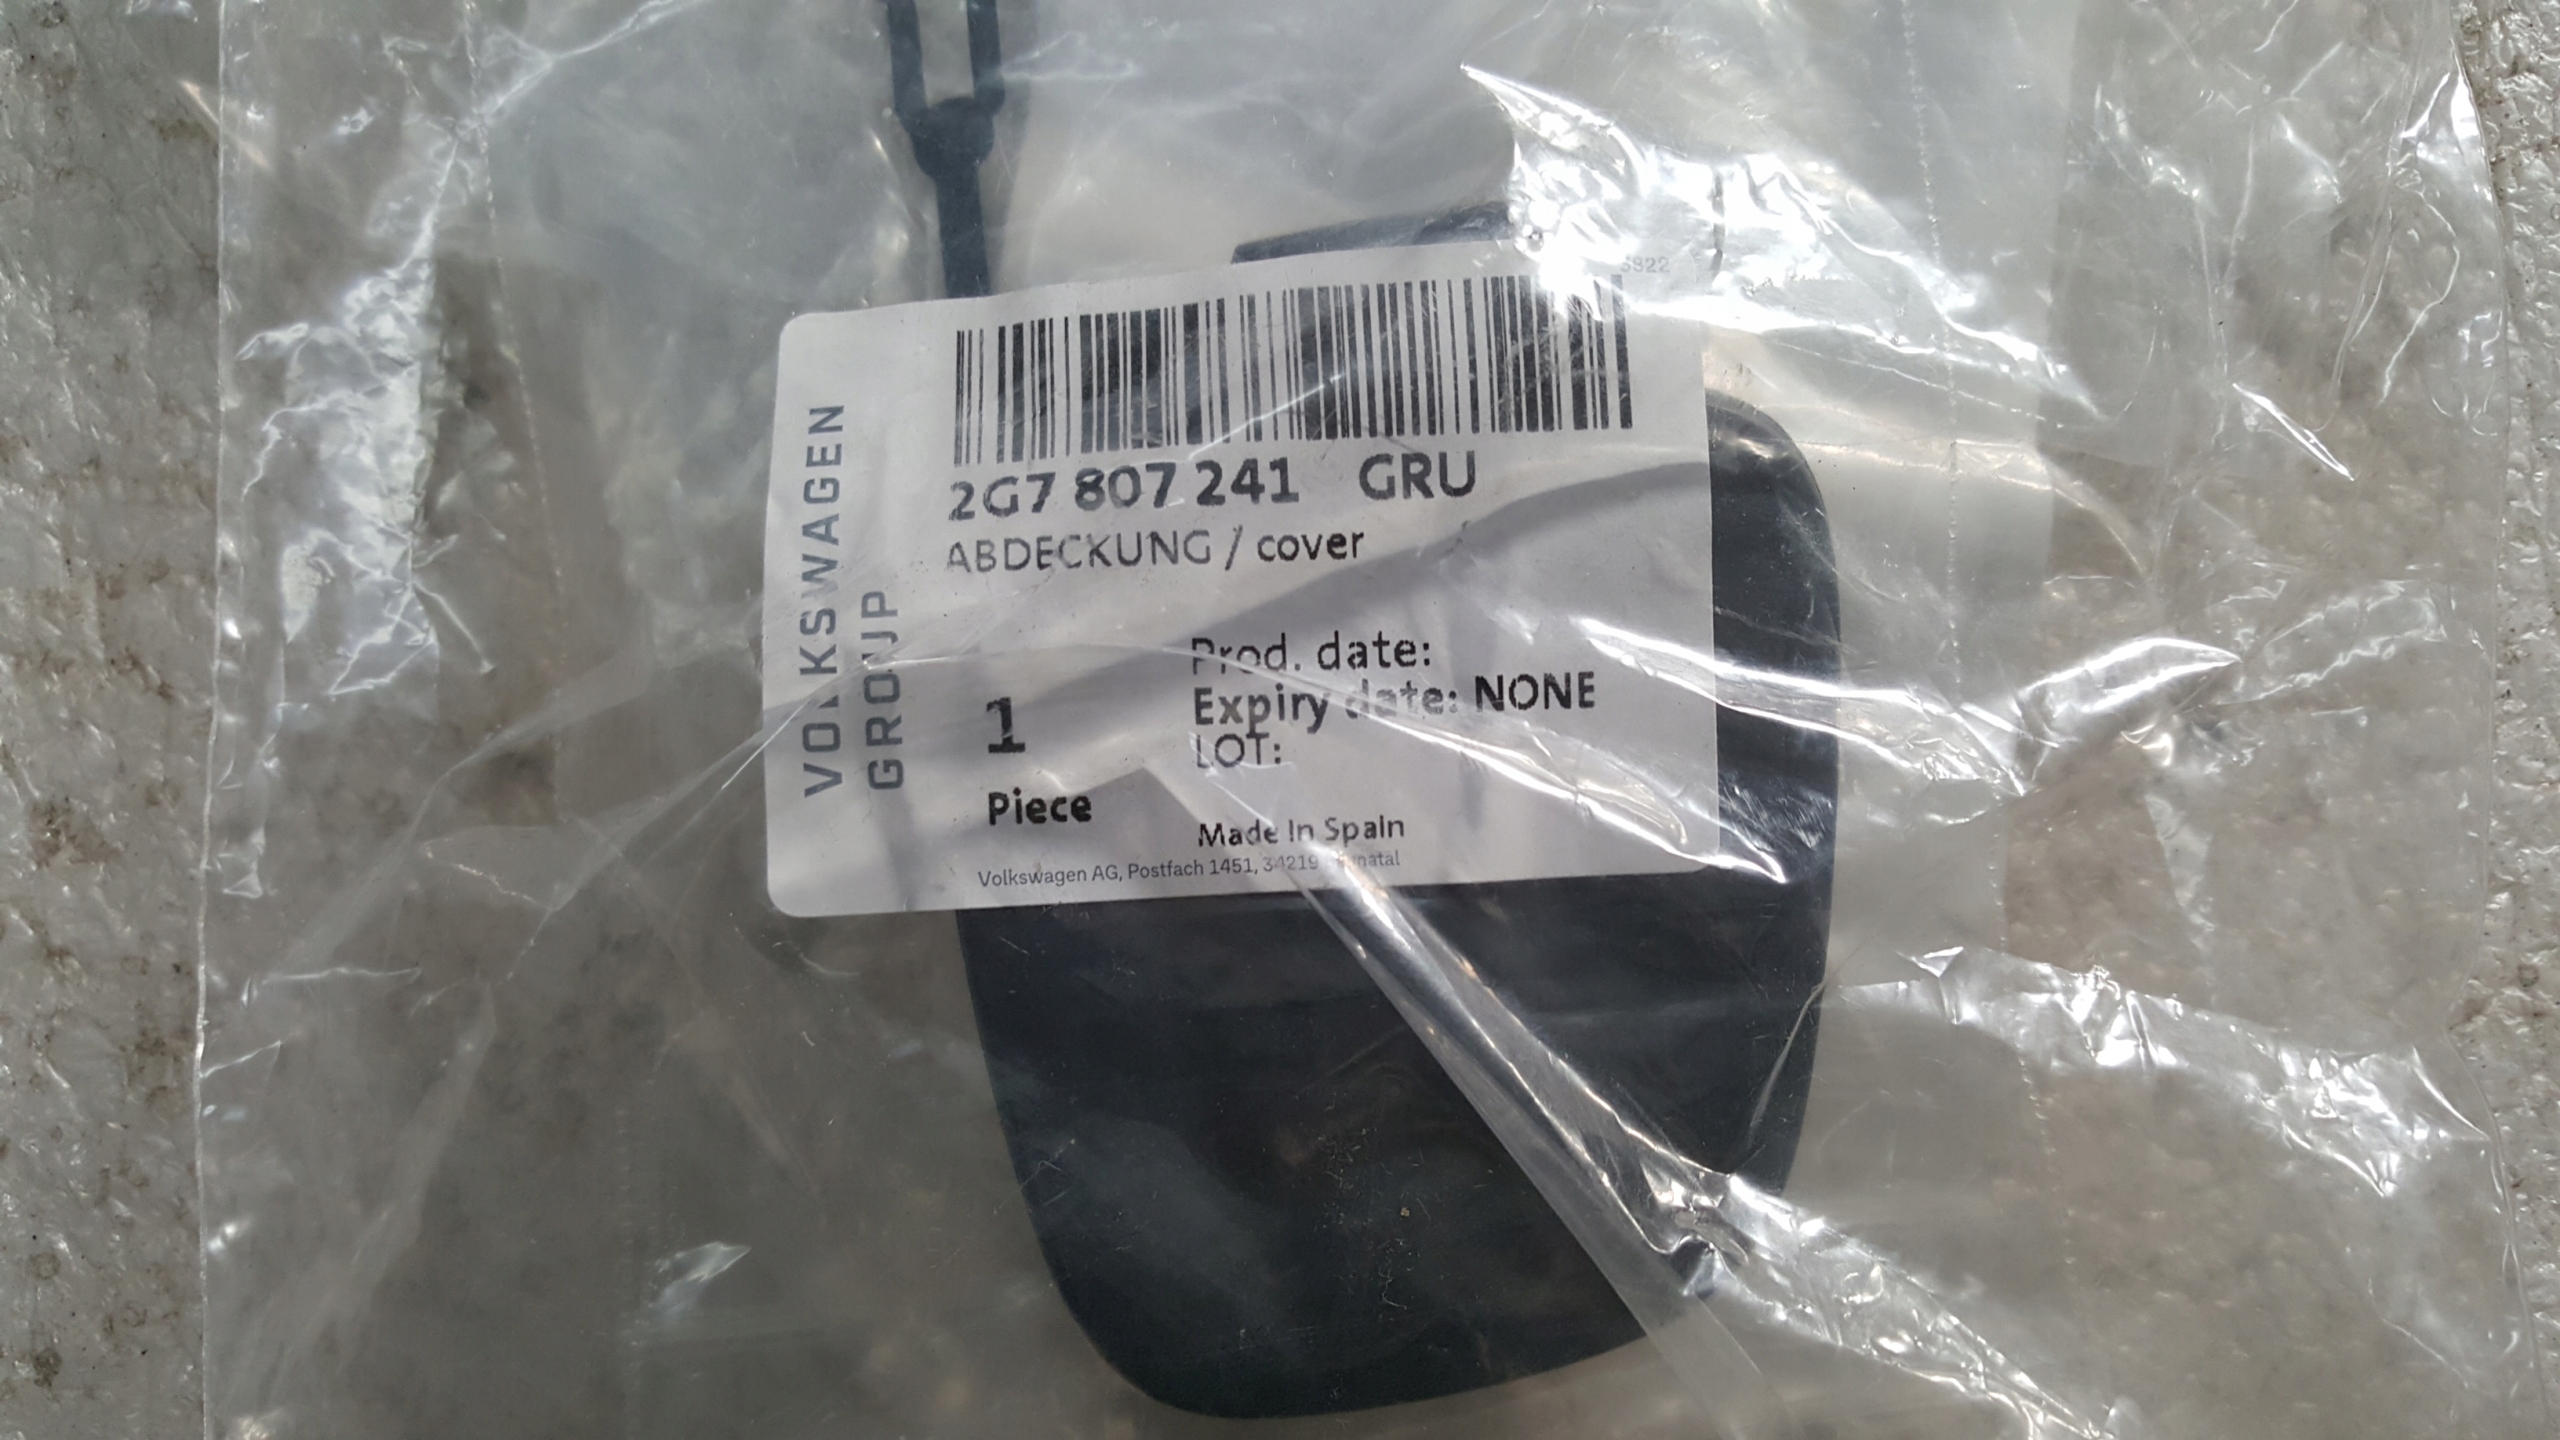 VOLKSWAGEN
GROUP
2G7 807 241 GRU
ABDECKUNG / cover
Prod. date:
Expiry date: NONE
LOT:
1
Piece
Made In Spain
Volkswagen AG, Postfach 1451, 34219